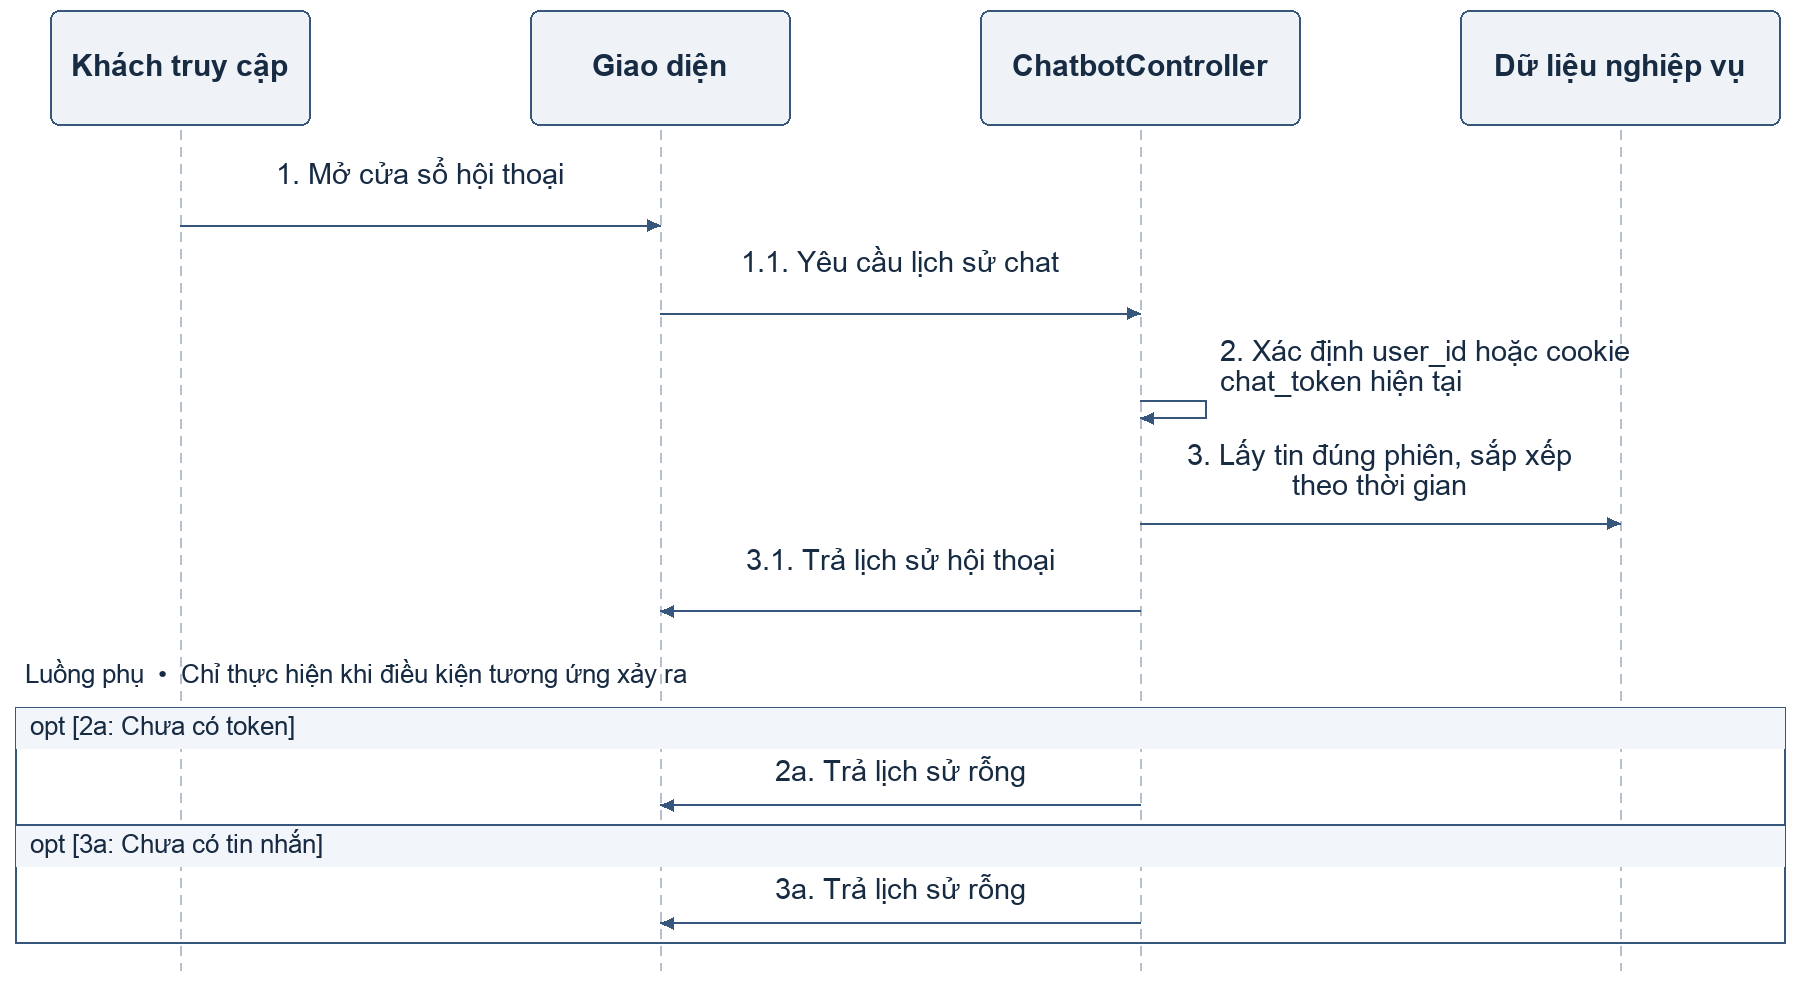 Khách truy cập
Giao diện
ChatbotController
Dữ liệu nghiệp vụ
1. Mở cửa sổ hội thoại
1.1. Yêu cầu lịch sử chat
2. Xác định user_id hoặc cookie
chat_token hiện tại
3. Lấy tin đúng phiên, sắp xếp
theo thời gian
3.1. Trả lịch sử hội thoại
Luồng phụ • Chỉ thực hiện khi điều kiện tương ứng xảy ra
opt [2a: Chưa có token]
2a. Trả lịch sử rỗng
opt [3a: Chưa có tin nhắn]
3a. Trả lịch sử rỗng